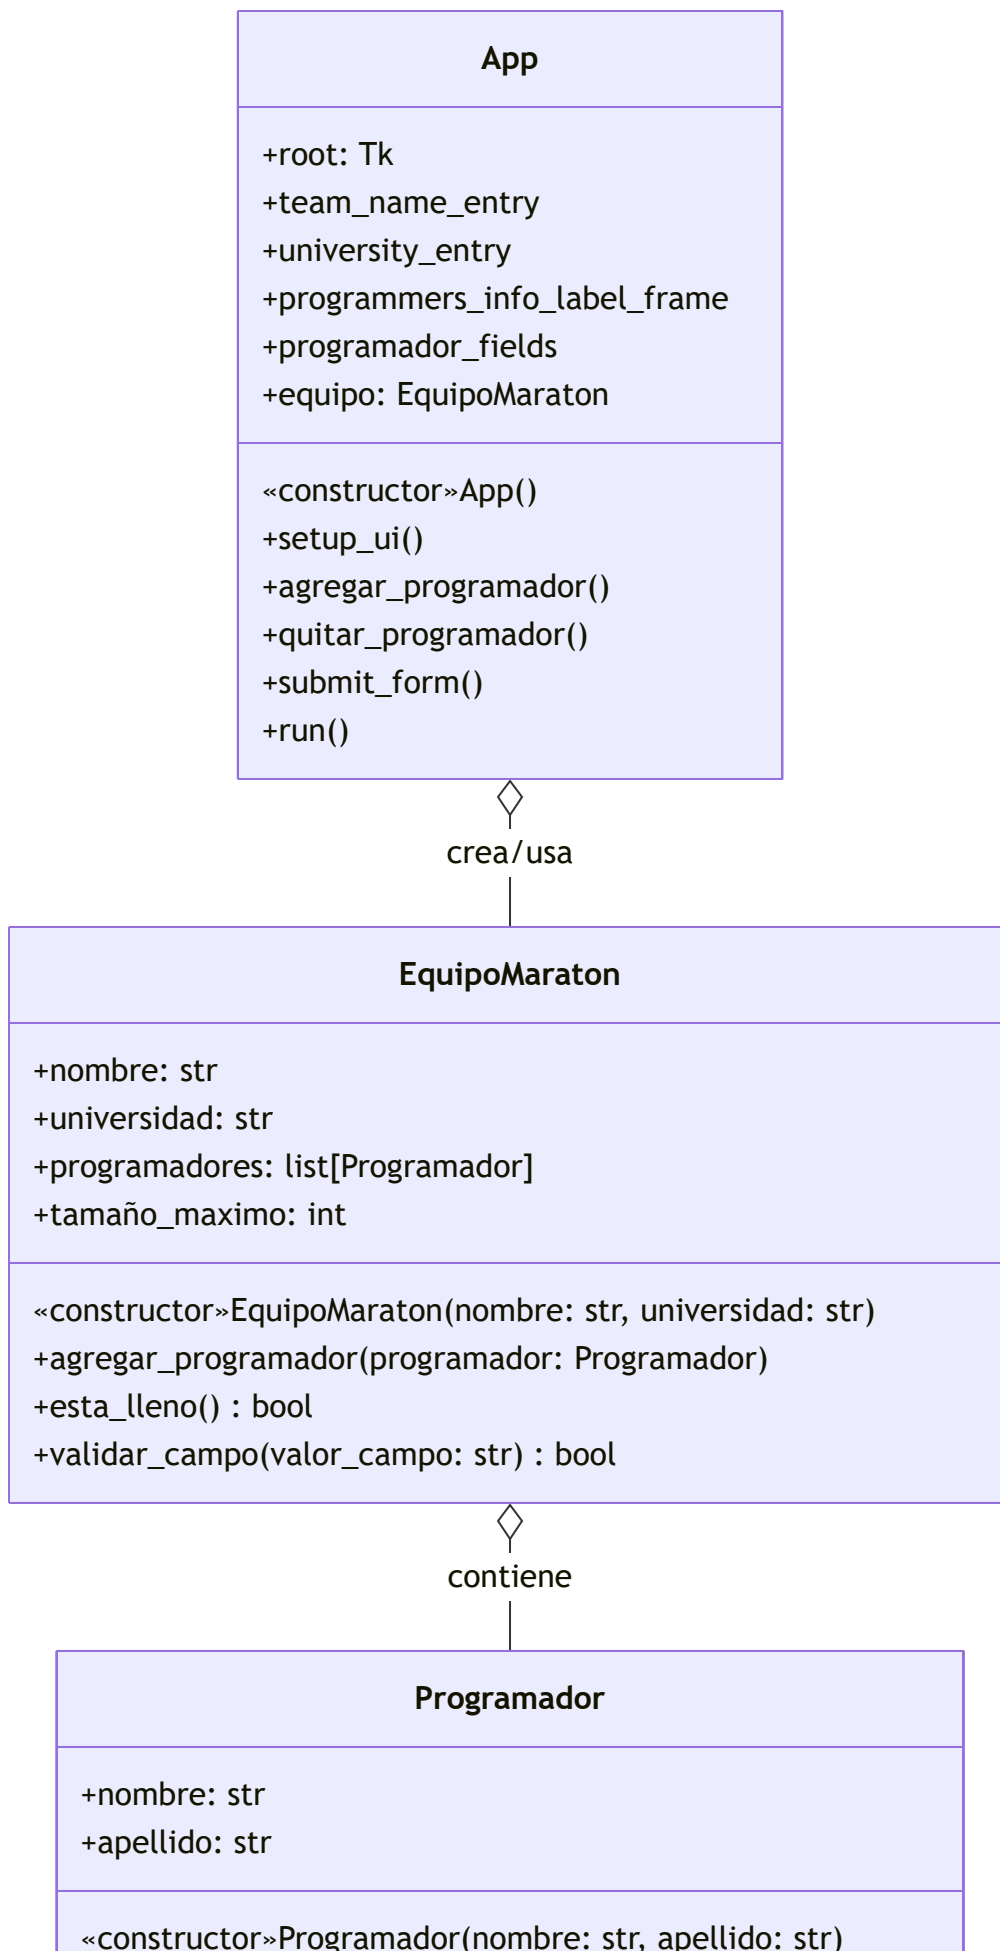 App
+root: Tk
+team_name_entry
+university_entry
+programmers_info_label_frame
+programador_fields
+equipo: EquipoMaraton
«constructor»App()
+setup_ui()
+agregar_programador()
+quitar_programador()
+submit_form()
+run()
crea/usa
EquipoMaraton
+nombre: str
+universidad: str
+programadores: list[Programador]
+tamaño_maximo: int
«constructor»EquipoMaraton(nombre: str, universidad: str)
+agregar_programador(programador: Programador)
+esta_lleno() : bool
+validar_campo(valor_campo: str) : bool
contiene
Programador
+nombre: str
+apellido: str
«constructor»Programador(nombre: str, apellido: str)